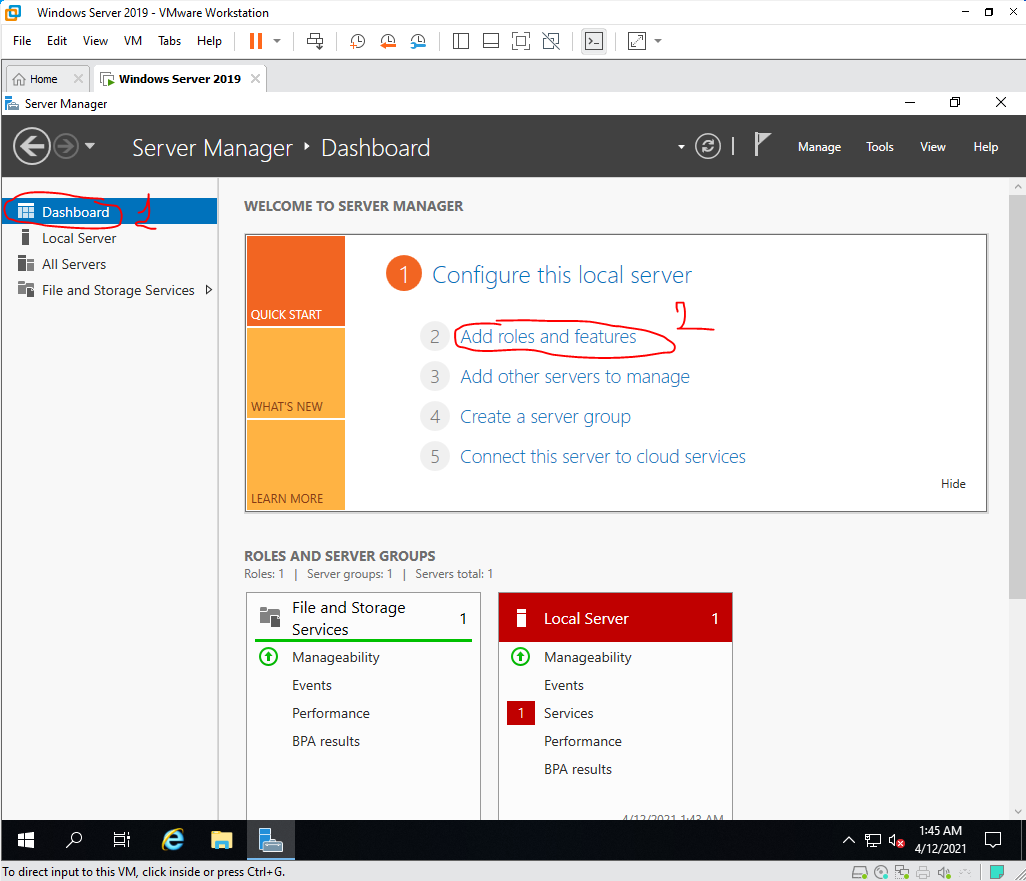 Windows Server 2019 - VMware Workstation
File Edit View VM Tabs Help
Home Windows Server 2019
Server Manager
Server Manager Dashboard
Manage Tools View Help
Dashboard 1
Local Server
All Servers
File and Storage Services
WELCOME TO SERVER MANAGER
QUICK START
WHAT'S NEW
LEARN MORE
1 Configure this local server
2
2 Add roles and features
3 Add other servers to manage
4 Create a server group
5 Connect this server to cloud services
Hide
ROLES AND SERVER GROUPS
Roles: 1 | Server groups: 1 | Servers total: 1
File and Storage
Services 1
Manageability
Events
Performance
BPA results
Local Server 1
Manageability
Events
1 Services
Performance
BPA results
4/12/2021 1:43 AM
1:45 AM
4/12/2021
To direct input to this VM, click inside or press Ctrl+G.